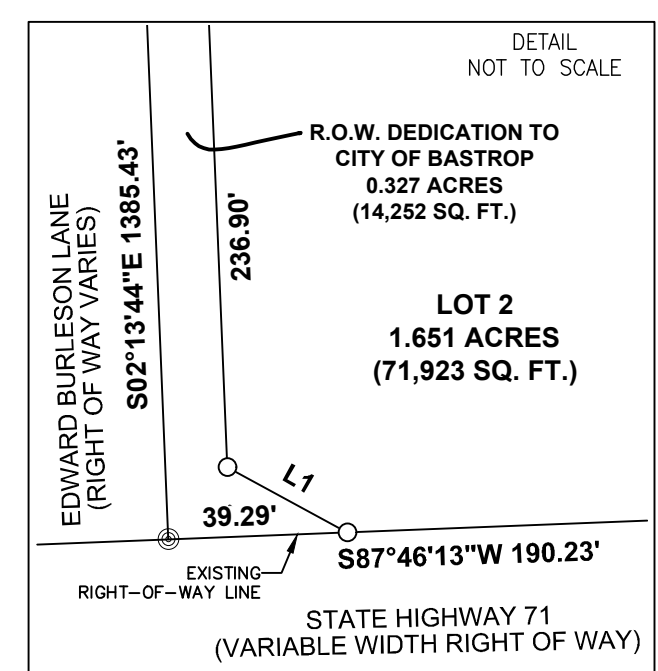 DETAIL
NOT TO SCALE
R.O.W. DEDICATION TO
CITY OF BASTROP
0.327 ACRES
(14,252 SQ. FT.)
EDWARD BURLESON LANE
(RIGHT OF WAY VARIES)
S02°13'44"E 1385.43'
236.90'
LOT 2
1.651 ACRES
(71,923 SQ. FT.)
L1
39.29'
S87°46'13"W 190.23'
EXISTING
RIGHT-OF-WAY LINE
STATE HIGHWAY 71
(VARIABLE WIDTH RIGHT OF WAY)